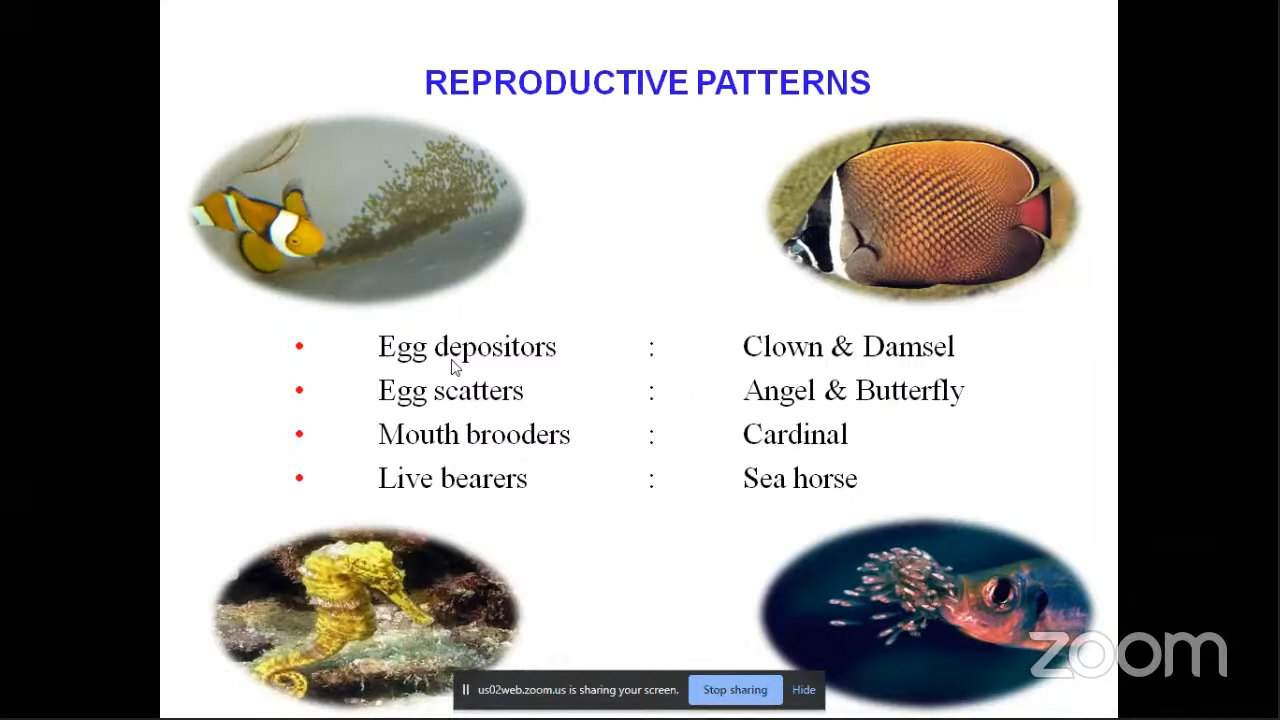 REPRODUCTIVE PATTERNS
• Egg depositors : Clown & Damsel
• Egg scatters : Angel & Butterfly
• Mouth brooders : Cardinal
• Live bearers : Sea horse
us02web.zoom.us is sharing your screen. Stop sharing Hide
zoom